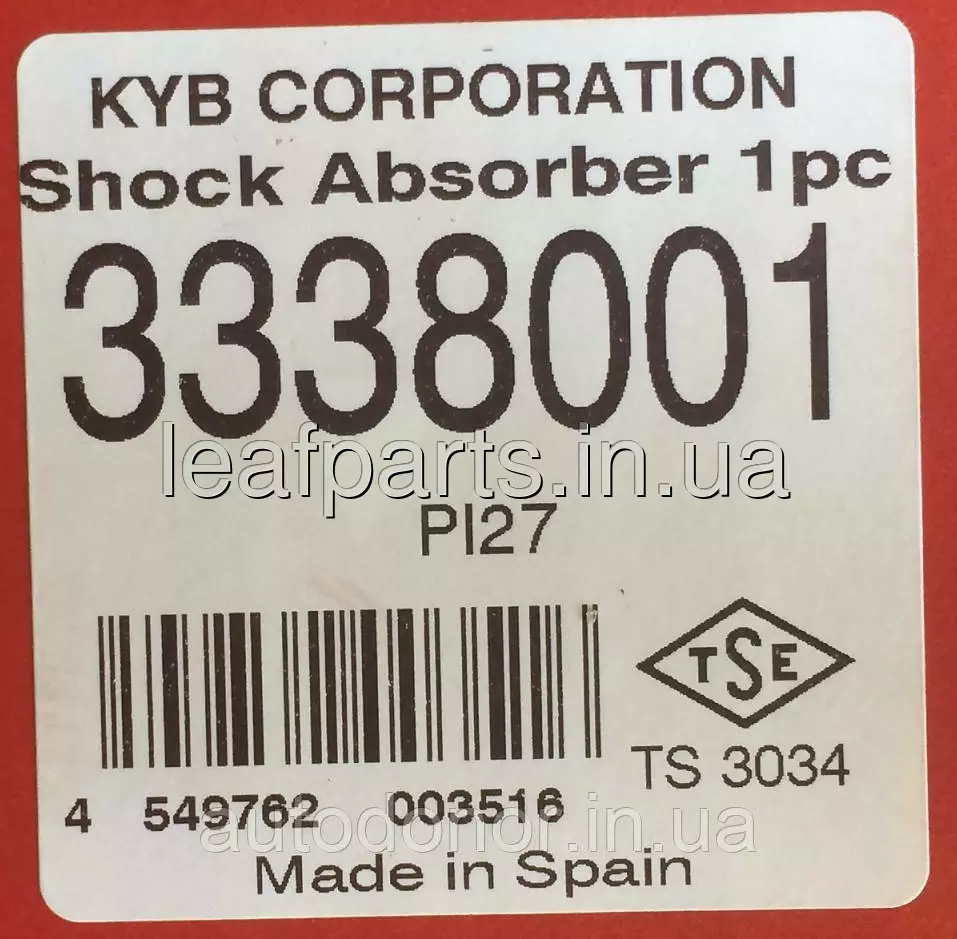 KYB CORPORATION
Shock Absorber 1pc
3338001
leafparts.in.ua
PI27
TSE
TS 3034
4 549762 003516
autodonor.in.ua
Made in Spain